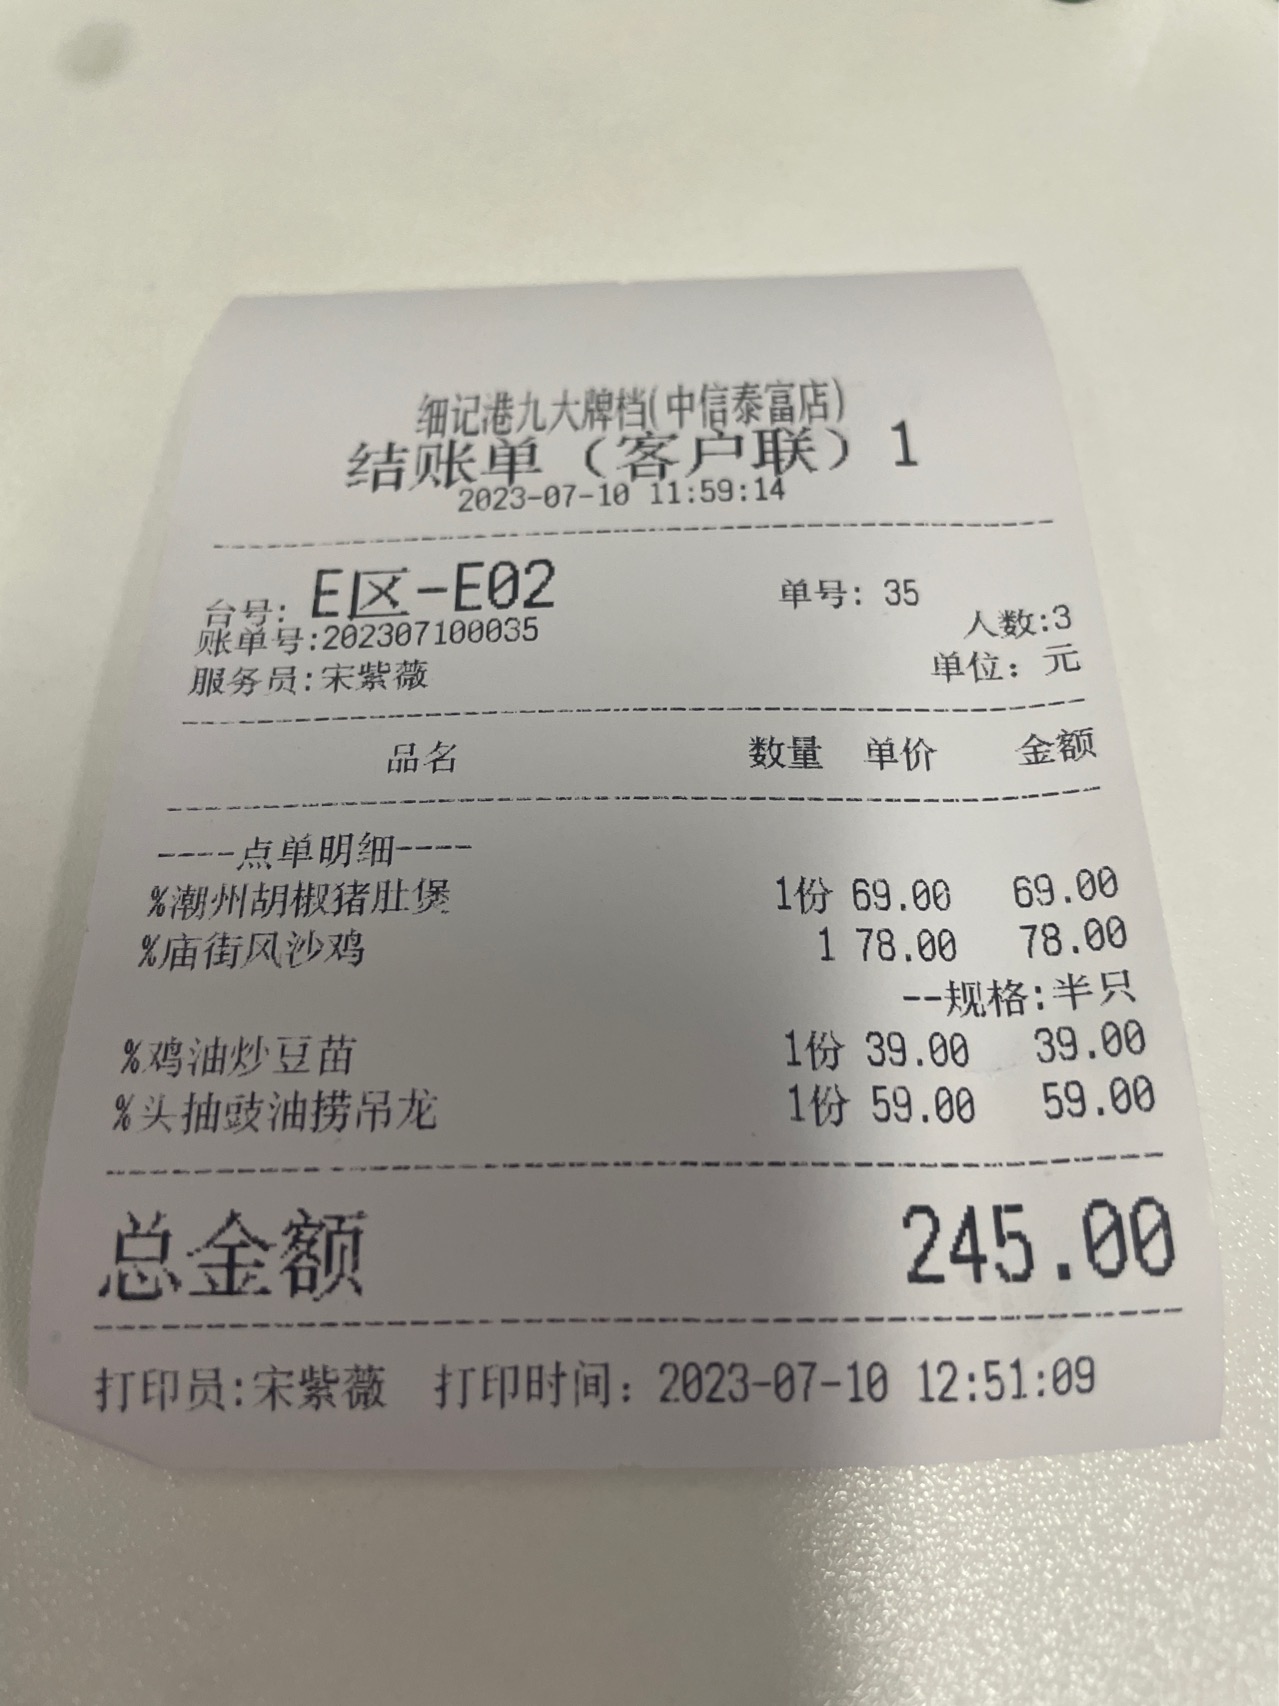 细记港九大牌档(中信泰富店)
结账单（客户联）1
2023-07-10 11:59:14
台号: E区-E02 单号: 35
账单号:202307100035 人数:3
服务员:宋紫薇 单位: 元
品名 数量 单价 金额
----点单明细----
%潮州胡椒猪肚煲 1份 69.00 69.00
%庙街风沙鸡 1 78.00 78.00
--规格:半只
%鸡油炒豆苗 1份 39.00 39.00
%头抽豉油捞吊龙 1份 59.00 59.00
总金额 245.00
打印员:宋紫薇 打印时间: 2023-07-10 12:51:09